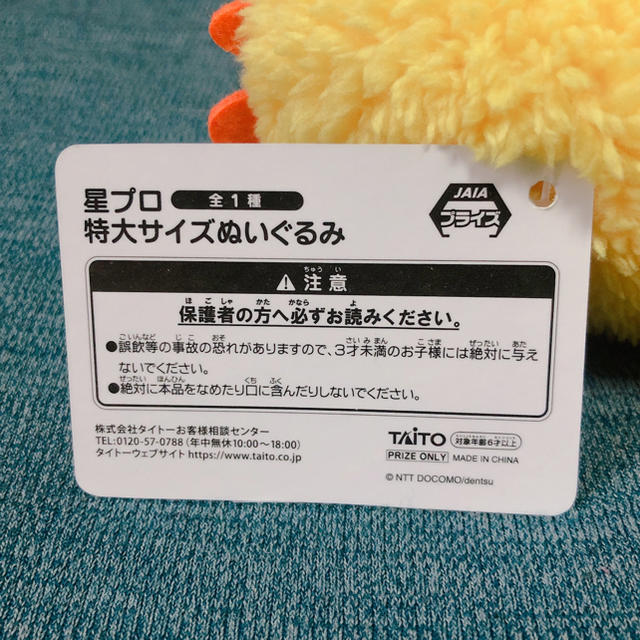 星プロ 全1種
特大サイズぬいぐるみ
JAIA
プライズ
ちゅうい
⚠注意
ほごしゃ かた かなら よ
保護者の方へ必ずお読みください。
ごいんなど じこ おそ さいみまん こさま ぜったい あた
●誤飲等の事故の恐れがありますので、3才未満のお子様には絶対に与え
ないでください。
ぜったい ほんひん くち ふく
●絶対に本品をなめたり口に含んだりしないでください。
株式会社タイトーお客様相談センター
TEL:0120-57-0788（年中無休10:00～18:00）
タイトーウェブサイト https://www.taito.co.jp
TAITO 対象年齢6才以上
PRIZE ONLY MADE IN CHINA
© NTT DOCOMO/dentsu